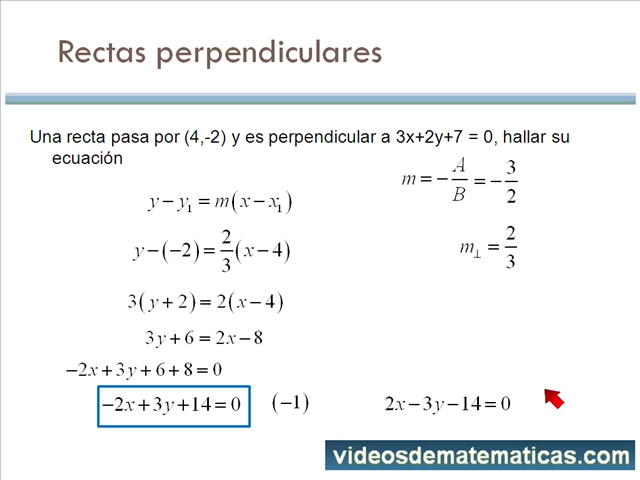 Rectas perpendiculares
Una recta pasa por (4,-2) y es perpendicular a 3x+2y+7 = 0, hallar su
ecuación
m = −A/B = −3/2
y − y₁ = m(x − x₁)
m⊥ = 2/3
y − (−2) = 2/3 (x − 4)
3(y + 2) = 2(x − 4)
3y + 6 = 2x − 8
−2x + 3y + 6 + 8 = 0
−2x + 3y + 14 = 0 (−1) 2x − 3y − 14 = 0
videosdematematicas.com